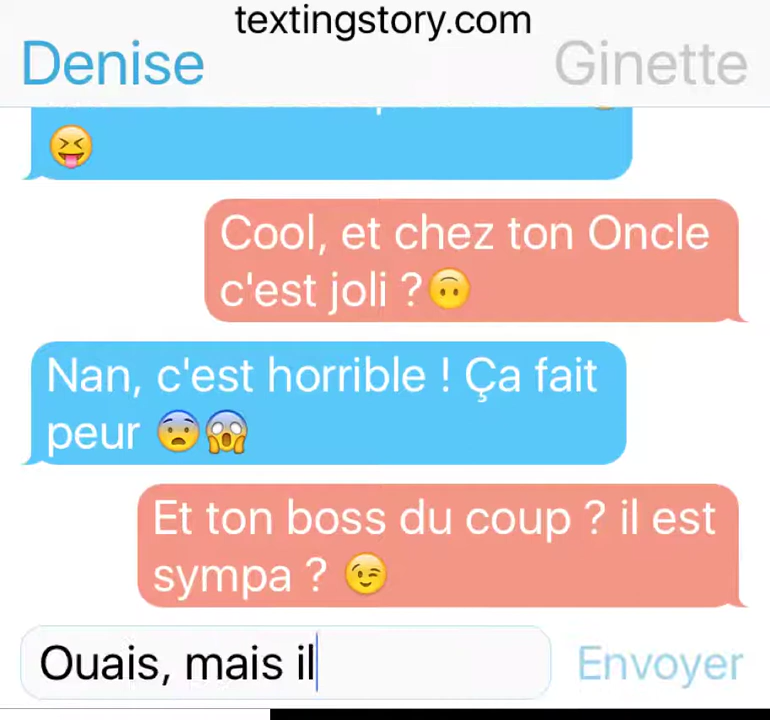 textingstory.com
Denise Ginette
😝
Cool, et chez ton Oncle
c'est joli ?🙃
Nan, c'est horrible ! Ça fait
peur 😨😱
Et ton boss du coup ? il est
sympa ? 😉
Ouais, mais il
Envoyer